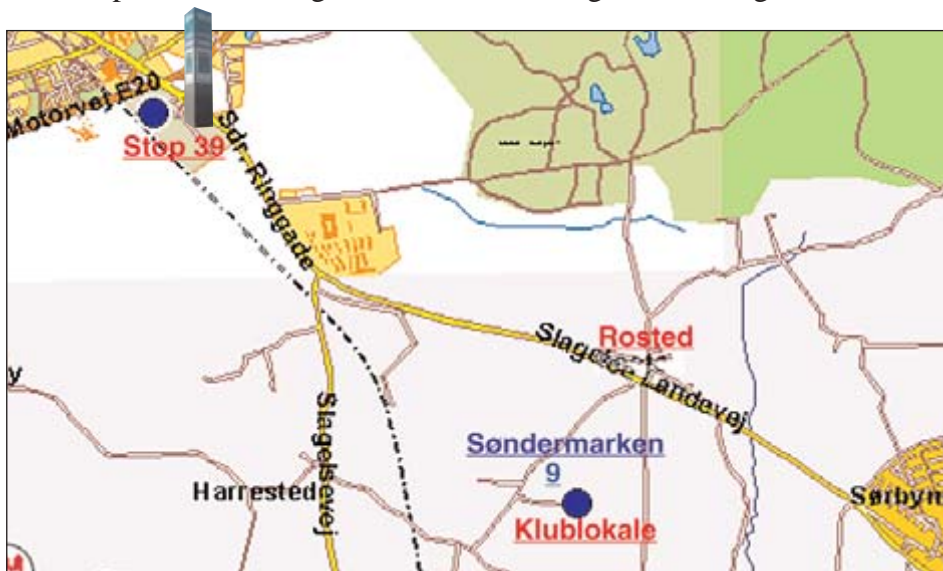 Motorvej E20
Stop 39
Sdr. Ringgade
Rosted
Slagelse Landevej
y
Søndermarken
9
Slagelsevej
Harrested
Sørbym
Klublokale